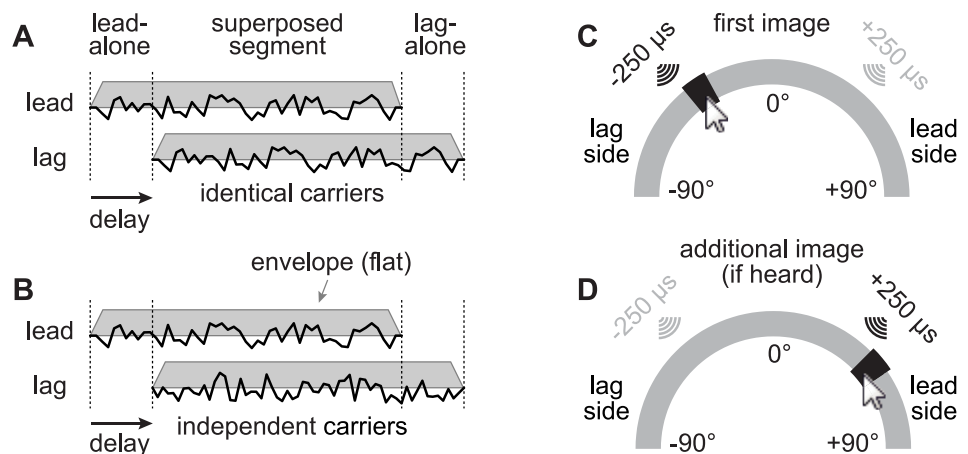 A
lead-
alone
superposed
segment
lag-
alone
lead
lag
delay
identical carriers
B
envelope (flat)
lead
lag
delay
independent carriers
C
first image
-250 µs
+250 µs
0°
lag
side
lead
side
-90°
+90°
D
additional image
(if heard)
-250 µs
+250 µs
0°
lag
side
lead
side
-90°
+90°